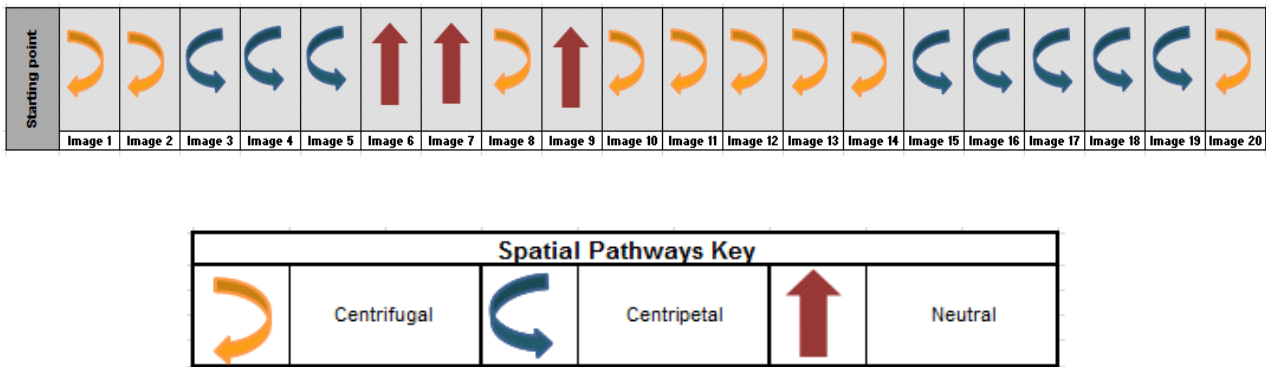 Starting point
Image 1 Image 2 Image 3 Image 4 Image 5 Image 6 Image 7 Image 8 Image 9 Image 10 Image 11 Image 12 Image 13 Image 14 Image 15 Image 16 Image 17 Image 18 Image 19 Image 20
Spatial Pathways Key
Centrifugal Centripetal Neutral